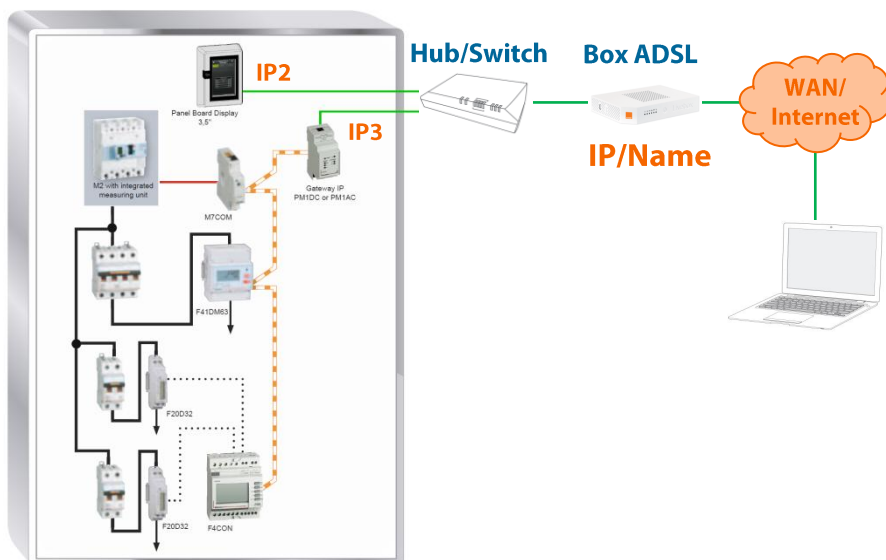 Hub/Switch
Box ADSL
IP2
WAN/
Internet
Panel Board Display
3,5"
IP3
IP/Name
M2 with integrated
measuring unit
Gateway IP
PM1DC or PM1AC
M7COM
F41DM63
F20D32
F20D32
F4CON